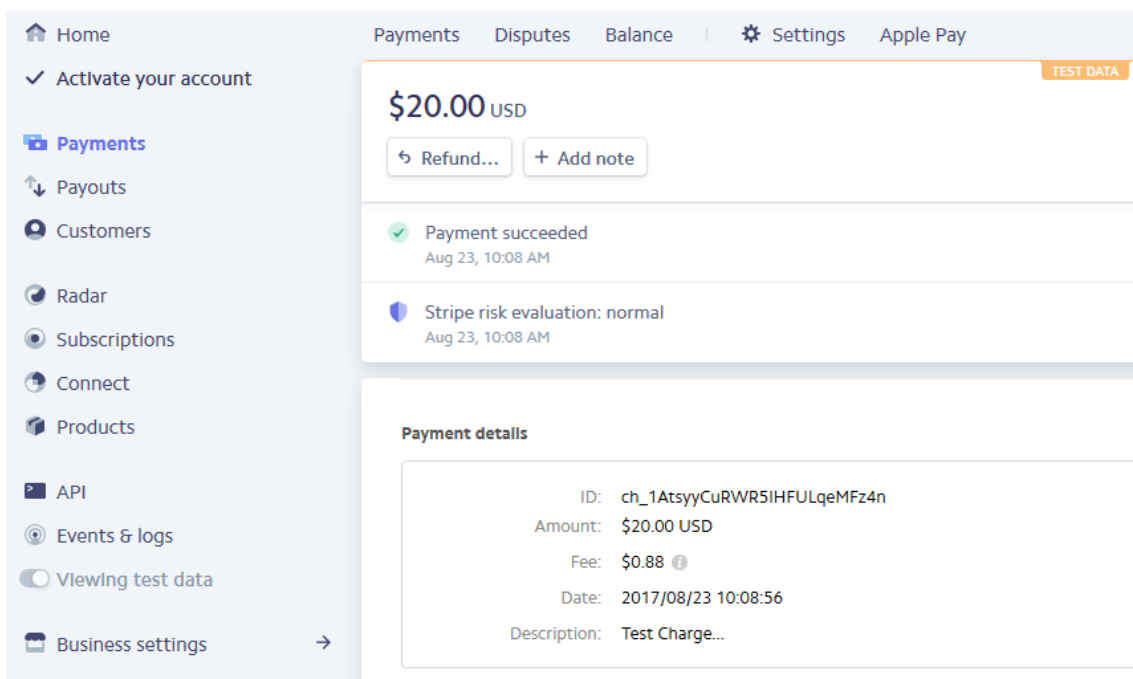 Home
Activate your account
Payments
Payouts
Customers
Radar
Subscriptions
Connect
Products
API
Events & logs
Viewing test data
Business settings
Payments Disputes Balance Settings Apple Pay
TEST DATA
$20.00 USD
Refund... Add note
Payment succeeded
Aug 23, 10:08 AM
Stripe risk evaluation: normal
Aug 23, 10:08 AM
Payment details
ID: ch_1AtsyyCuRWR5IHFULqeMFz4n
Amount: $20.00 USD
Fee: $0.88
Date: 2017/08/23 10:08:56
Description: Test Charge...